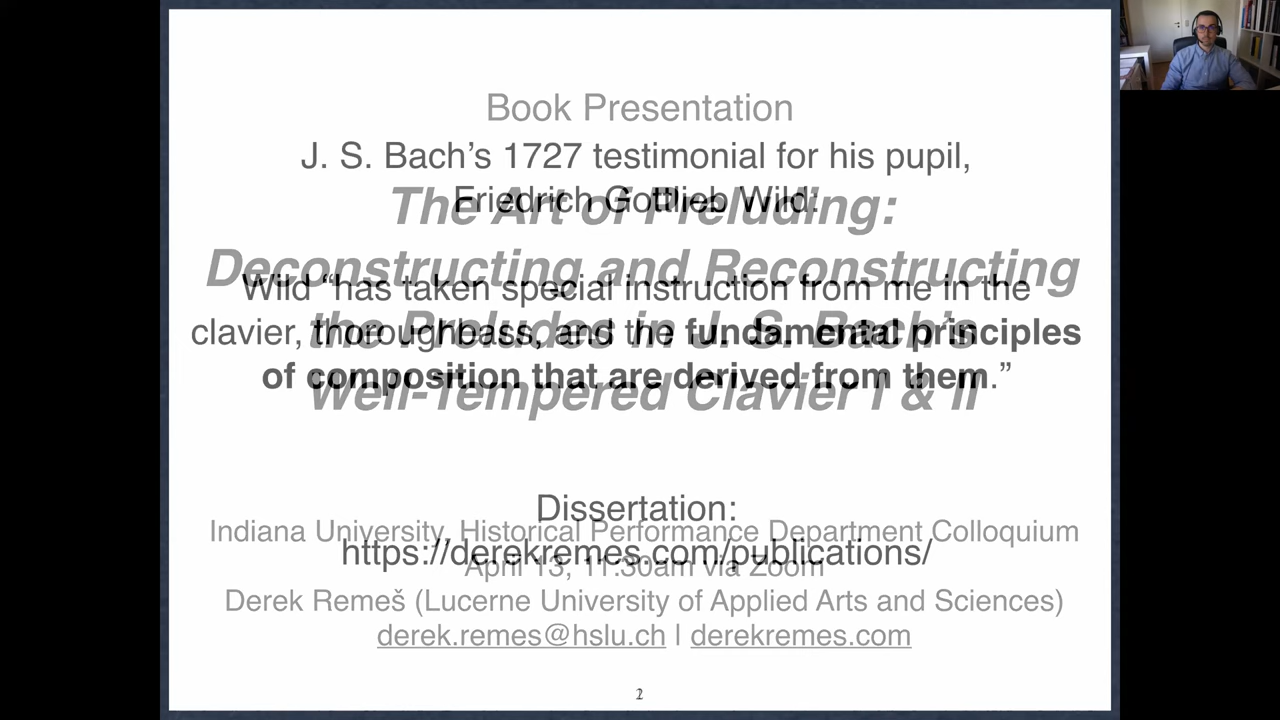 Book Presentation
J. S. Bach’s 1727 testimonial for his pupil,
Friedrich Gottlieb Wild:
The Art of Preluding:
Deconstructing and Reconstructing
Wild “has taken special instruction from me in the
clavier, thoroughbass, and the fundamental principles
the Preludes in J. S. Bach’s
of composition that are derived from them.”
Well-Tempered Clavier I & II
Dissertation:
Indiana University, Historical Performance Department Colloquium
https://derekremes.com/publications/
April 13, 11:30am via Zoom
Derek Remeš (Lucerne University of Applied Arts and Sciences)
derek.remes@hslu.ch | derekremes.com